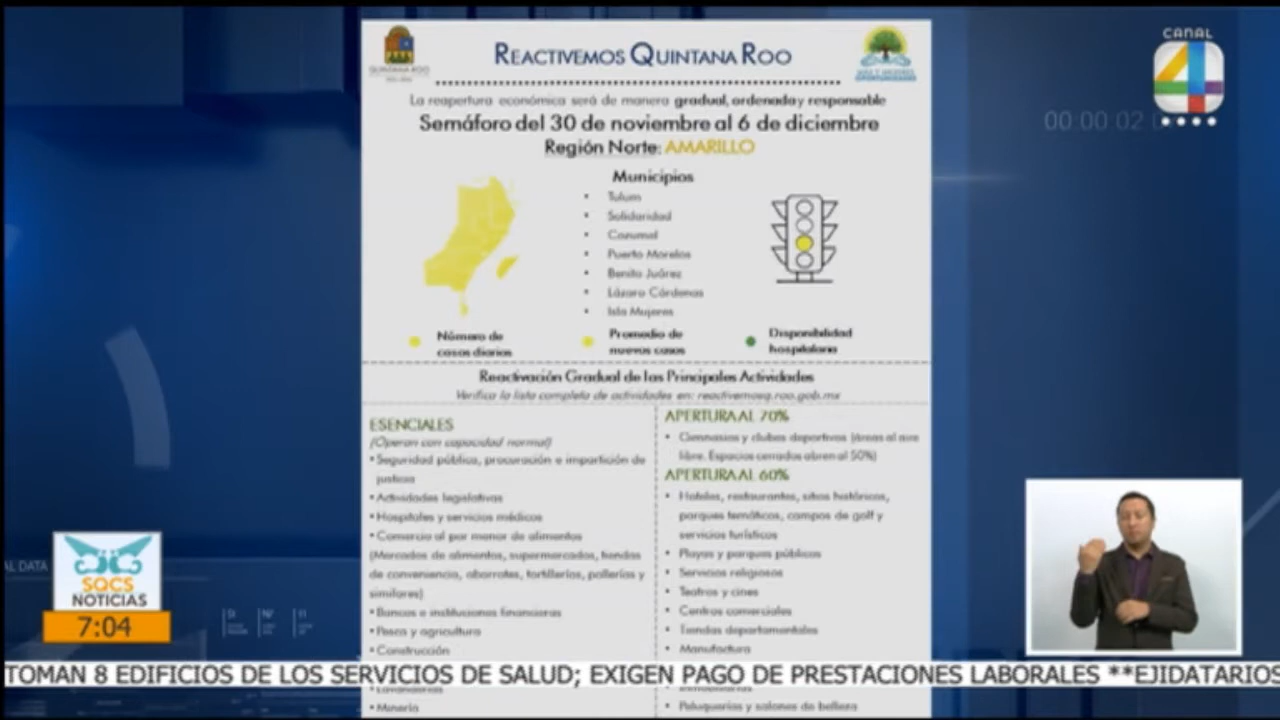 REACTIVEMOS QUINTANA ROO
QUINTANA ROO
MÁS Y MEJORES
OPORTUNIDADES
CANAL
4
00:00:02
La reapertura económica será de manera gradual, ordenada y responsable
Semáforo del 30 de noviembre al 6 de diciembre
Región Norte: AMARILLO
Municipios
• Tulum
• Solidaridad
• Cozumel
• Puerto Morelos
• Benito Juárez
• Lázaro Cárdenas
• Isla Mujeres
Número de
casos diarios
Promedio de
nuevos casos
Disponibilidad
hospitalaria
Reactivación Gradual de las Principales Actividades
Verifica la lista completa de actividades en: reactivemosq.roo.gob.mx
ESENCIALES
(Operan con capacidad normal)
• Seguridad pública, procuración e impartición de
justicia
• Actividades legislativas
• Hospitales y servicios médicos
• Comercio al por menor de alimentos
(Mercados de alimentos, supermercados, tiendas
de conveniencia, abarrotes, tortillerías, pollerías y
similares)
• Bancos e instituciones financieras
• Pesca y agricultura
• Construcción
• Lavanderías
• Minería
APERTURA AL 70%
• Gimnasios y clubes deportivos (áreas al aire
libre. Espacios cerrados abren al 50%)
APERTURA AL 60%
• Hoteles, restaurantes, sitios históricos,
parques temáticos, campos de golf y
servicios turísticos
• Playas y parques públicos
• Servicios religiosos
• Teatros y cines
• Centros comerciales
• Tiendas departamentales
• Manufactura
• Inmobiliarias
• Peluquerías y salones de belleza
AL DATA
SQCS
NOTICIAS
7:04
TOMAN 8 EDIFICIOS DE LOS SERVICIOS DE SALUD; EXIGEN PAGO DE PRESTACIONES LABORALES **EJIDATARIOS